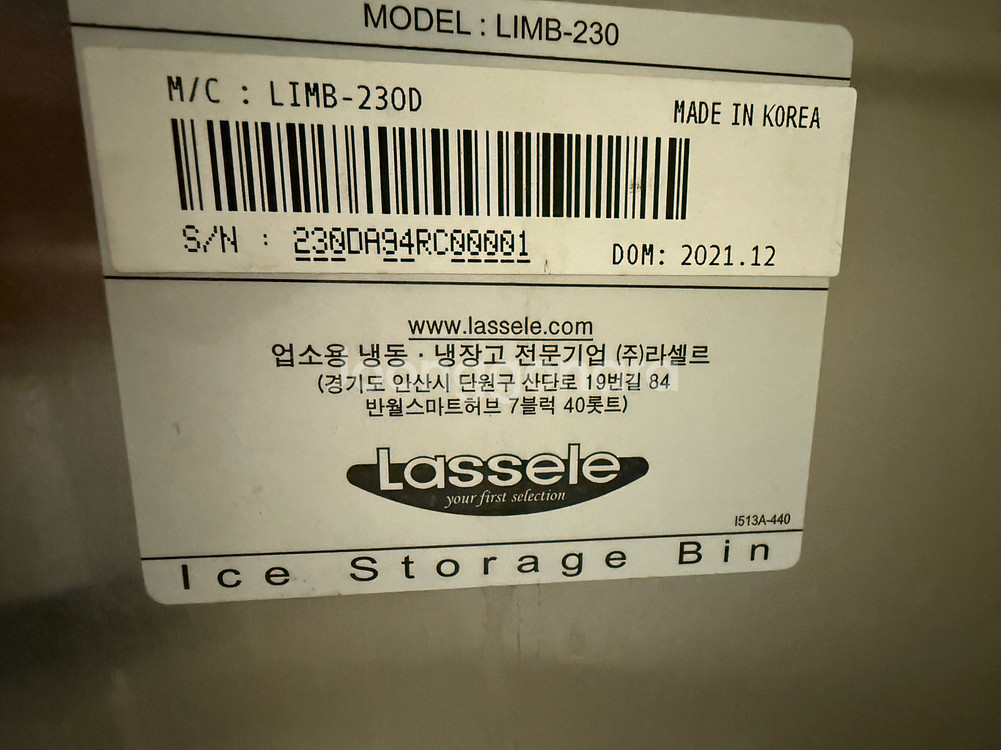 MODEL : LIMB-230
M/C : LIMB-230D
MADE IN KOREA
S/N : 230DA94RC00001
DOM: 2021.12
www.lassele.com
업소용 냉동 · 냉장고 전문기업 (주)라셀르
(경기도 안산시 단원구 산단로 19번길 84
반월스마트허브 7블럭 40롯트)
Lassele
your first selection
I513A-440
Ice Storage Bin